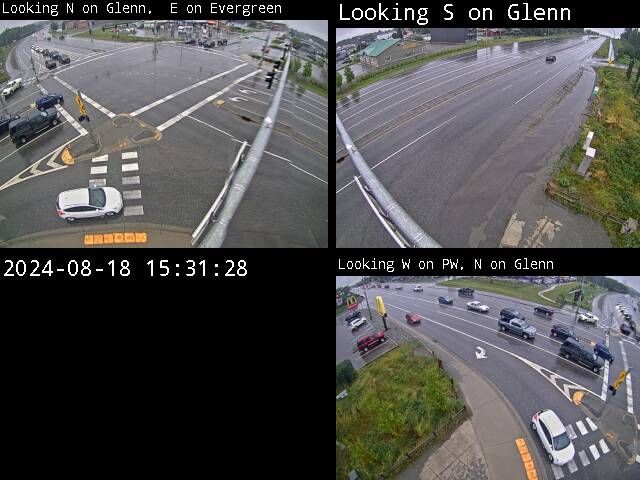 Looking N on Glenn,  E on Evergreen
Looking S on Glenn
2024-08-18 15:31:28
Looking W on PW, N on Glenn